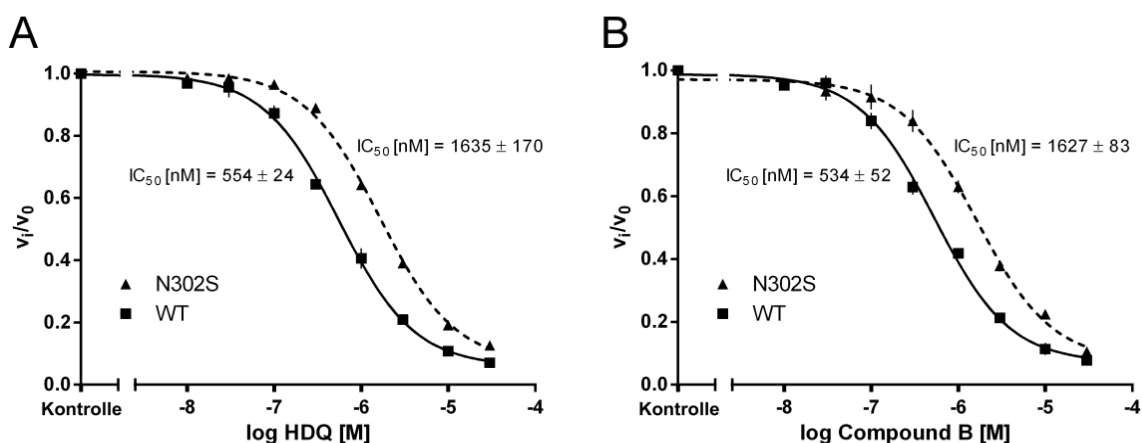 A
1.0
0.8
0.6
0.4
0.2
0.0
vᵢ/v₀
IC₅₀ [nM] = 1635 ± 170
IC₅₀ [nM] = 554 ± 24
N302S
WT
Kontrolle
-8
-7
-6
-5
-4
log HDQ [M]
B
1.0
0.8
0.6
0.4
0.2
0.0
vᵢ/v₀
IC₅₀ [nM] = 1627 ± 83
IC₅₀ [nM] = 534 ± 52
N302S
WT
Kontrolle
-8
-7
-6
-5
-4
log Compound B [M]